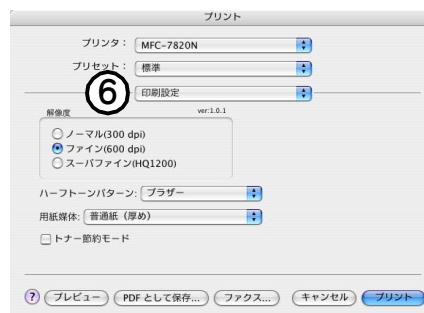 プリント
プリンタ： MFC-7820N
プリセット： 標準
⑥ 印刷設定
解像度 ver:1.0.1
ノーマル(300 dpi)
ファイン(600 dpi)
スーパファイン(HQ1200)
ハーフトーンパターン: ブラザー
用紙媒体: 普通紙（厚め）
トナー節約モード
? プレビュー PDF として保存... ファクス... キャンセル プリント